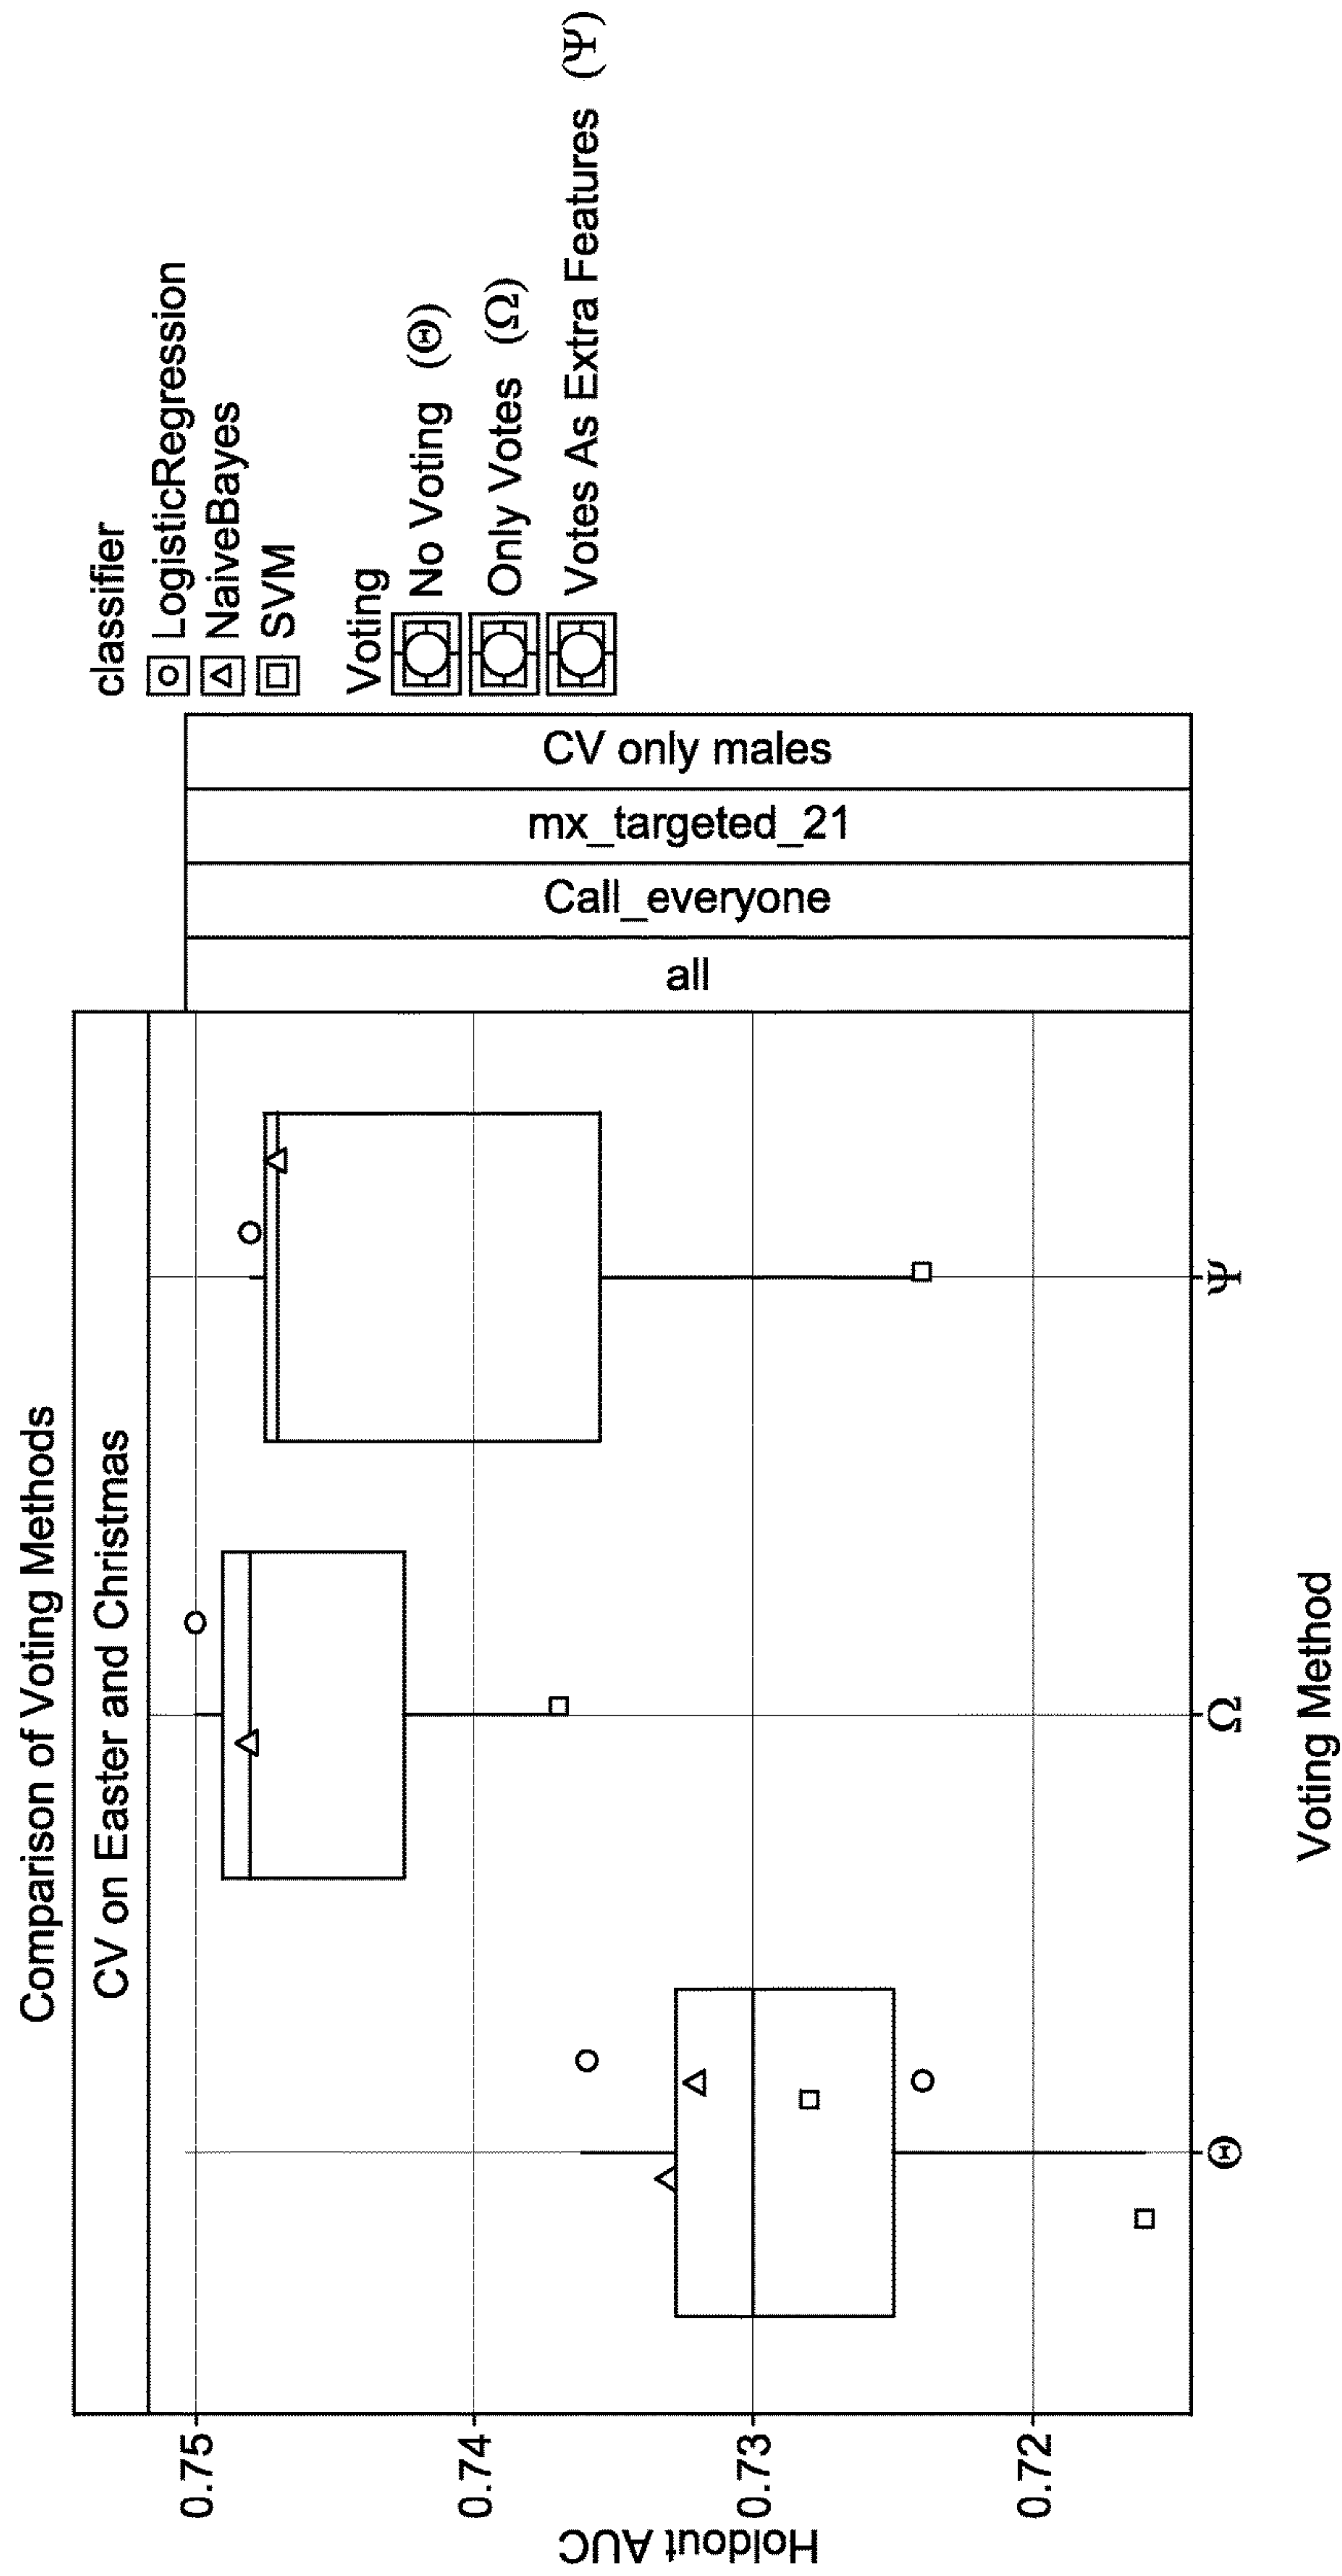 Comparison of Voting Methods
CV on Easter and Christmas
0.75
0.74
0.73
0.72
Holdout AUC
Θ
Ω
Ψ
Voting Method
all
Call_everyone
mx_targeted_21
CV only males
classifier
LogisticRegression
NaiveBayes
SVM
Voting
No Voting (Θ)
Only Votes (Ω)
Votes As Extra Features (Ψ)